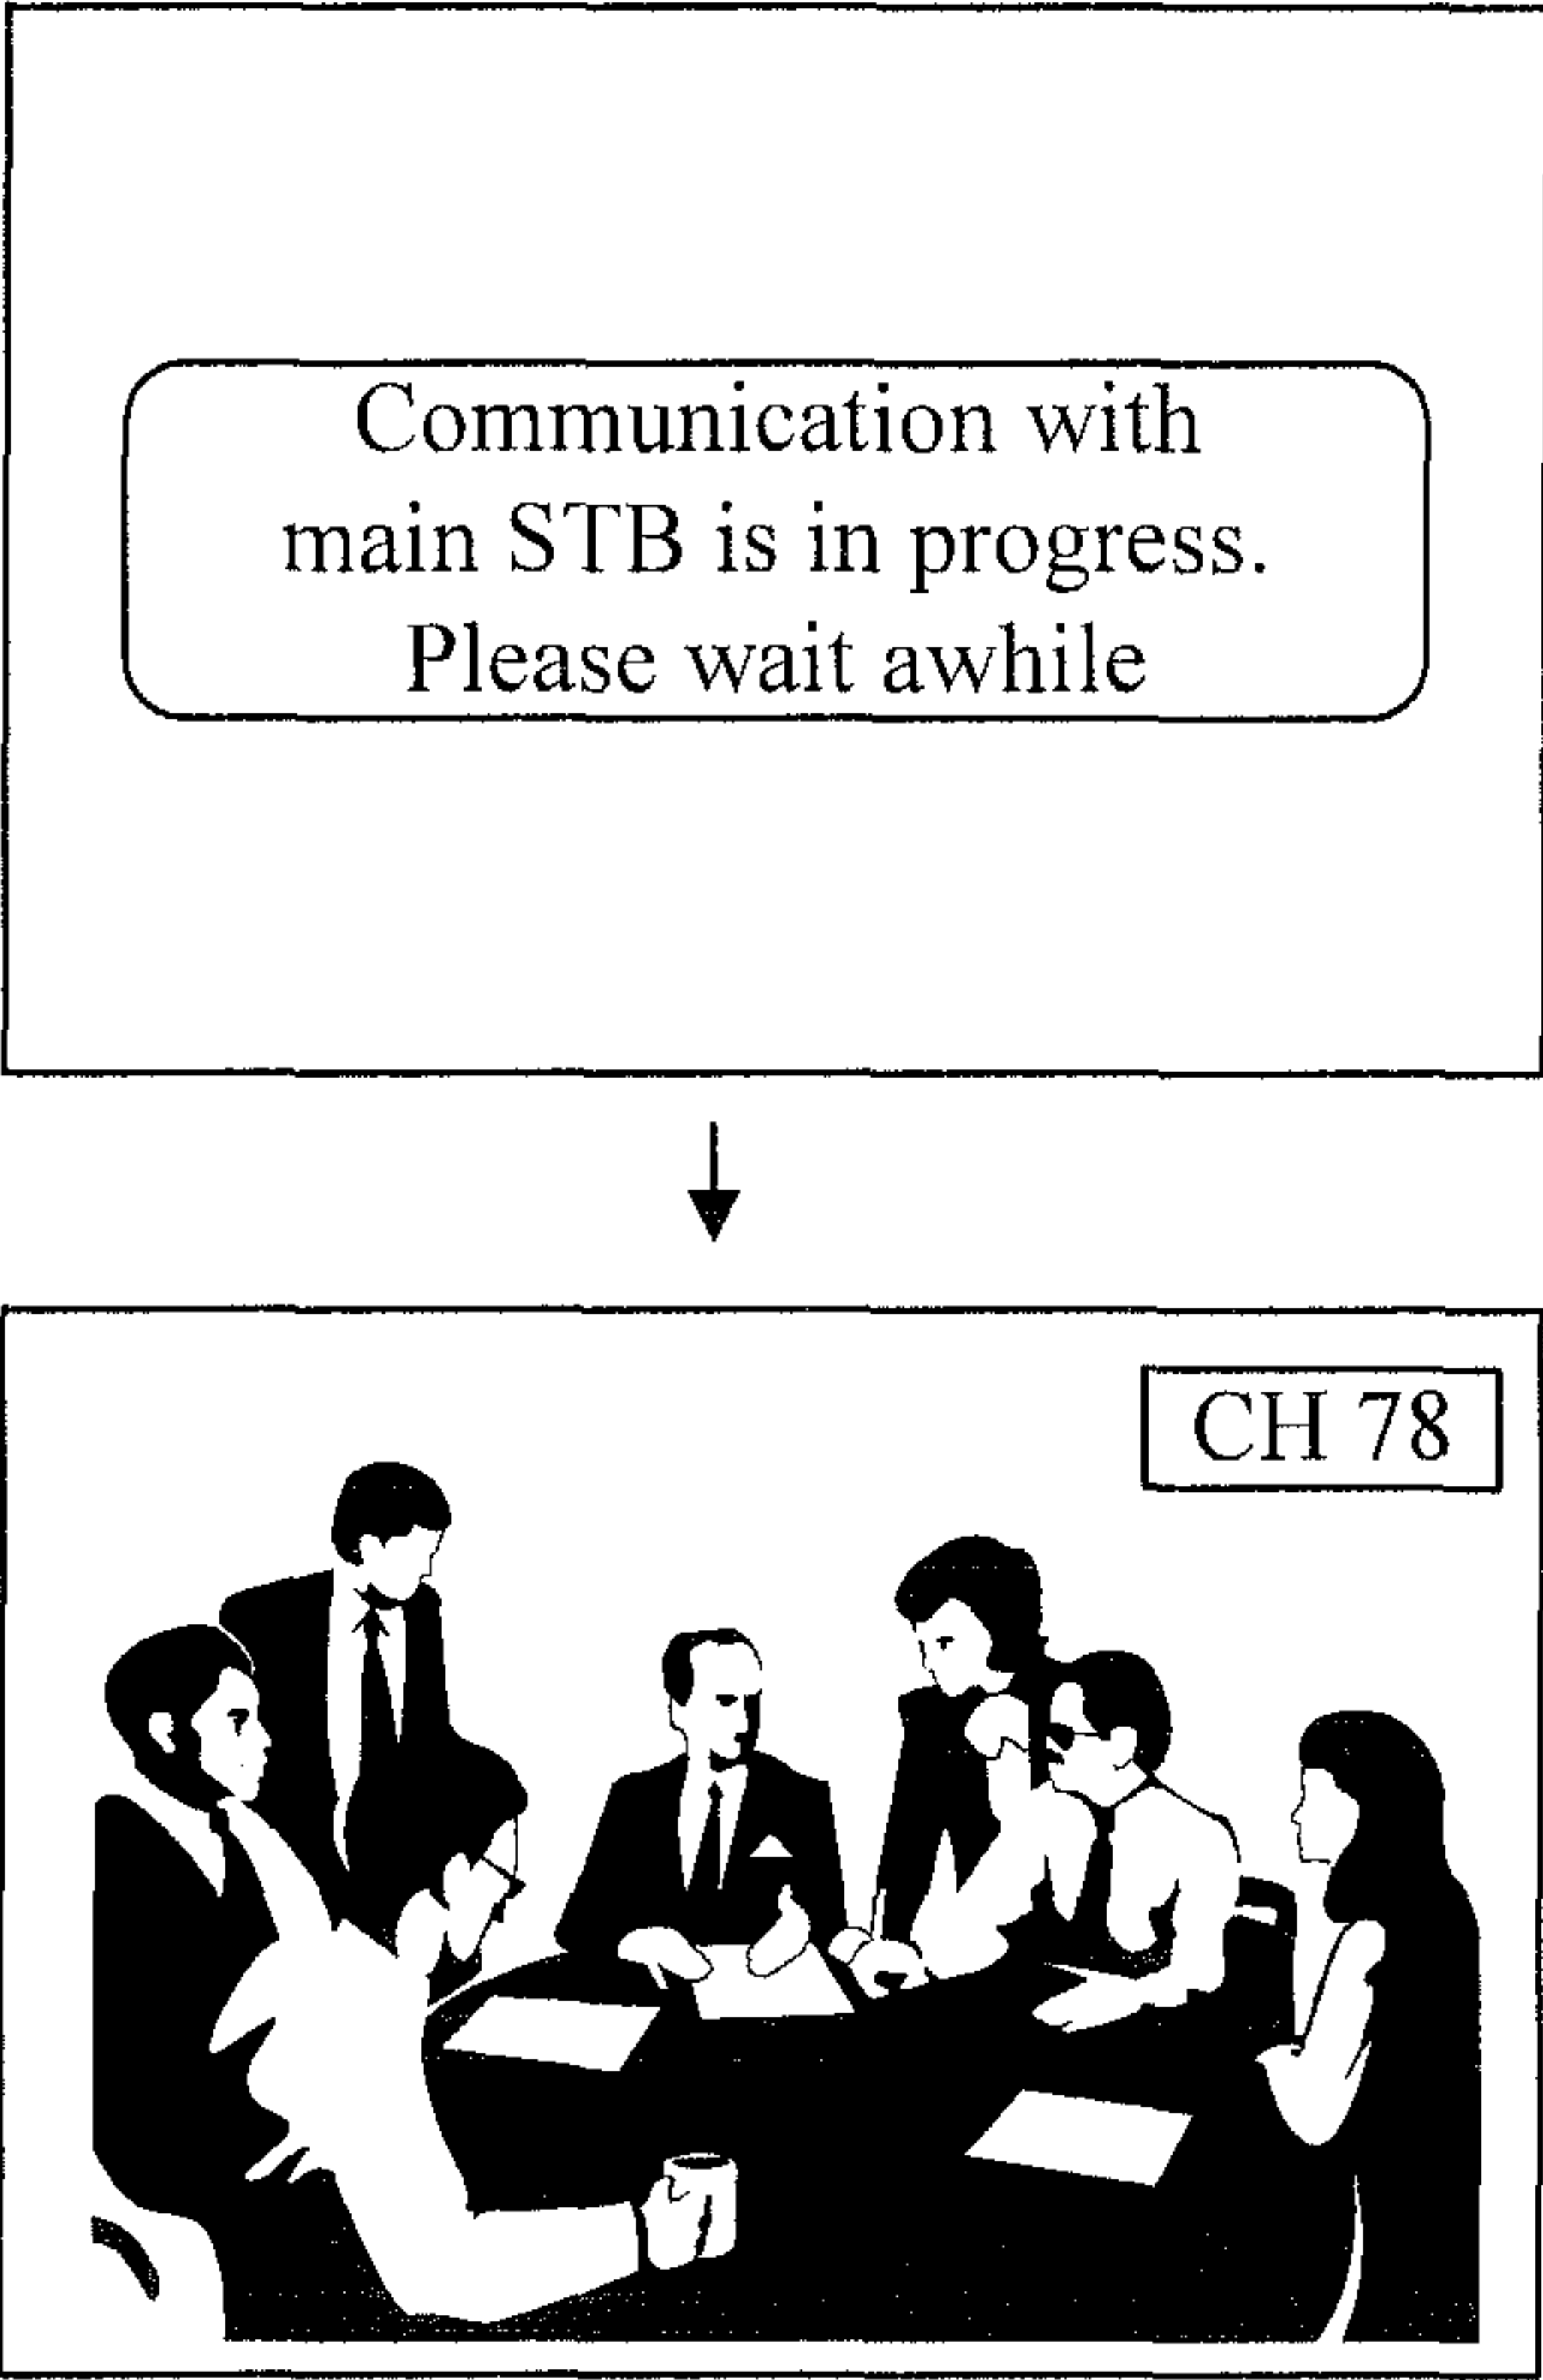 Communication with
main STB is in progress.
Please wait awhile
CH 78